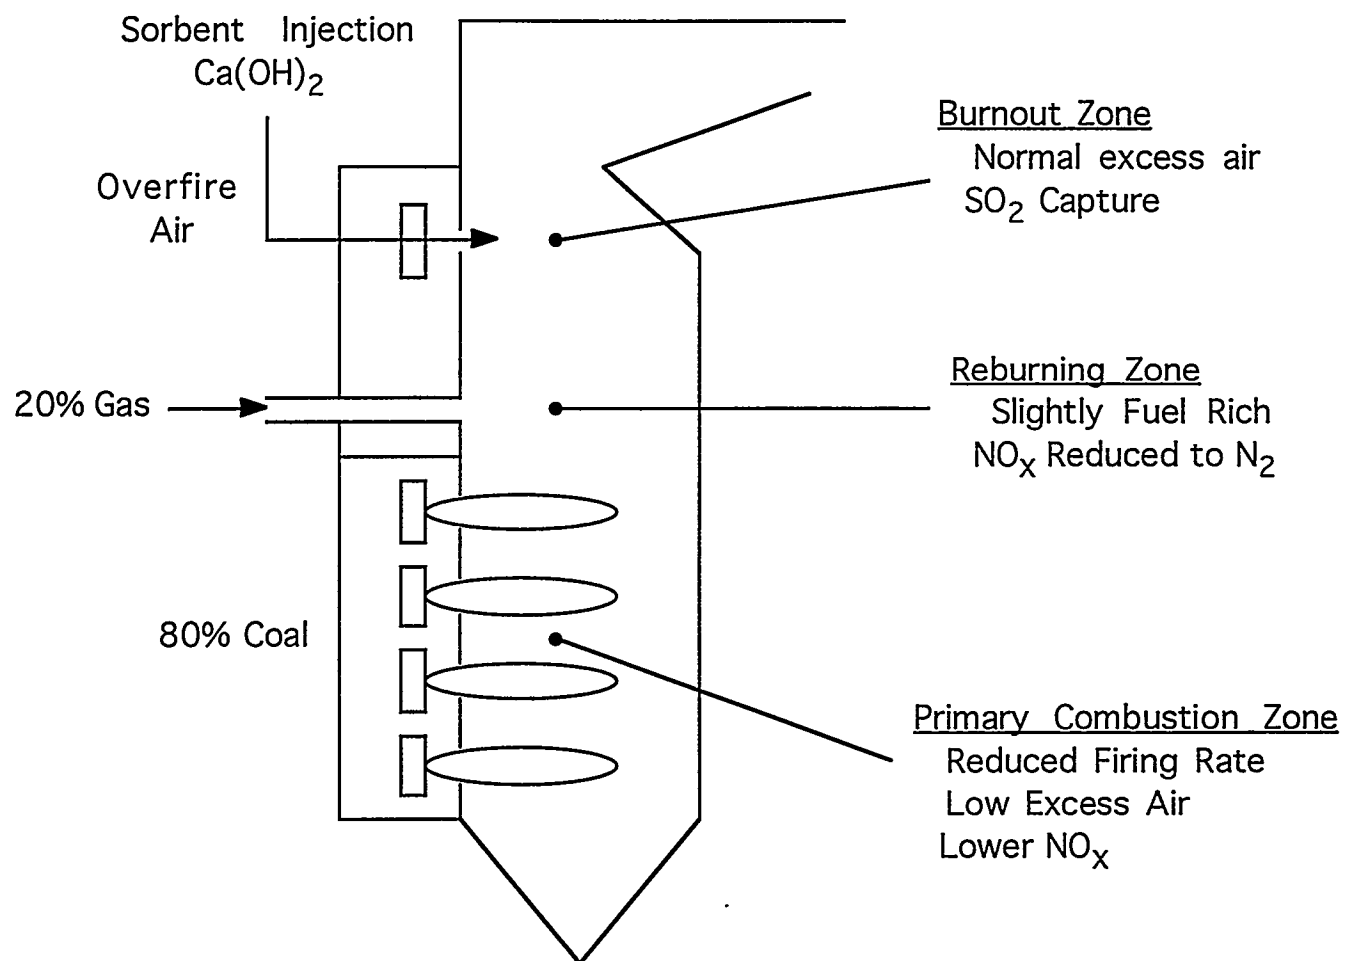 Sorbent Injection
Ca(OH)₂
Overfire
Air
20% Gas
80% Coal
Burnout Zone
Normal excess air
SO₂ Capture
Reburning Zone
Slightly Fuel Rich
NOₓ Reduced to N₂
Primary Combustion Zone
Reduced Firing Rate
Low Excess Air
Lower NOₓ